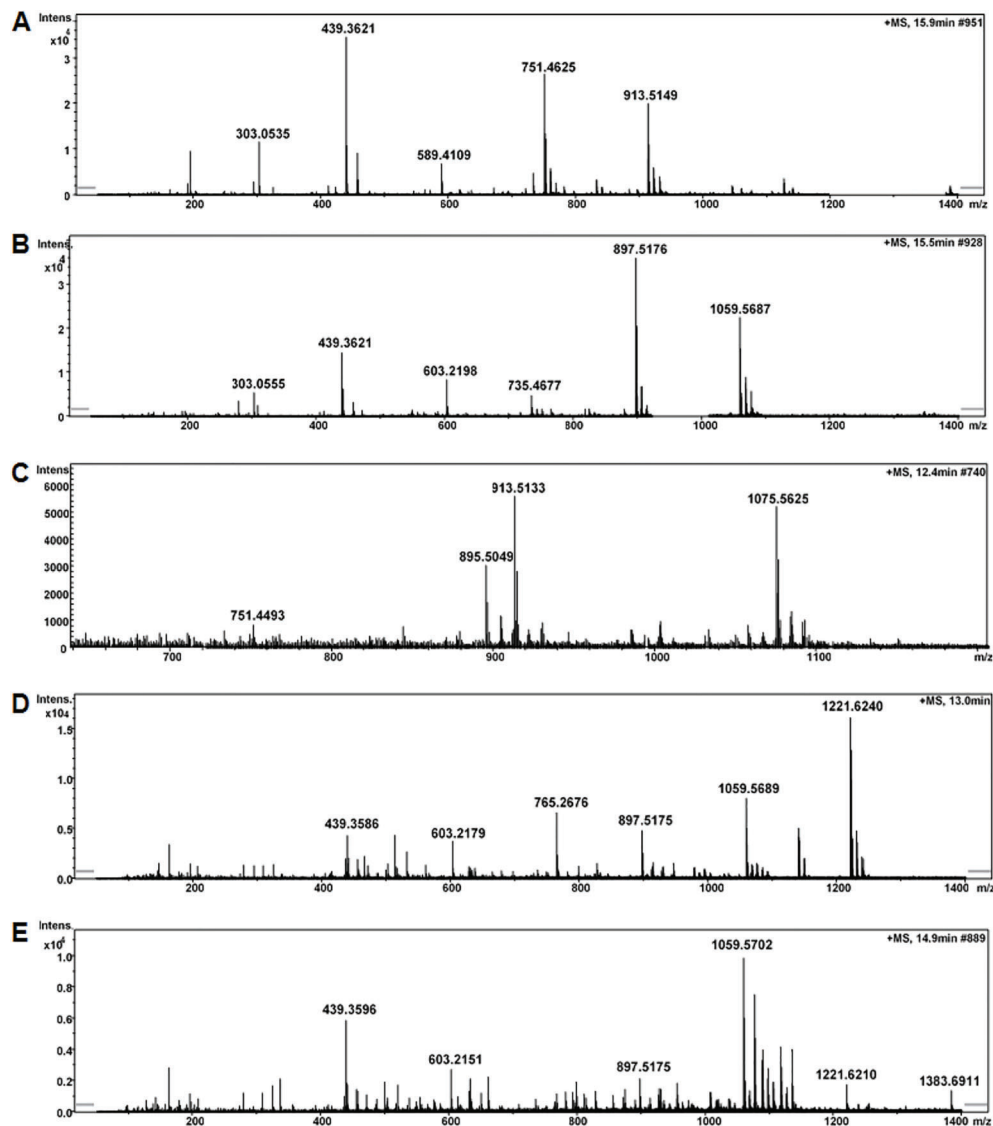 A
Intens.
x10⁴
+MS, 15.9min #951
439.3621
751.4625
913.5149
303.0535
589.4109
3
2
1
0
200 400 600 800 1000 1200 1400 m/z
B
Intens.
x10⁴
+MS, 15.5min #928
897.5176
1059.5687
439.3621
603.2198
303.0555
735.4677
3
2
1
0
200 400 600 800 1000 1200 1400 m/z
C
Intens.
+MS, 12.4min #740
913.5133
1075.5625
895.5049
751.4493
6000
5000
4000
3000
2000
1000
0
700 800 900 1000 1100 m/z
D
Intens.
x10₄
+MS, 13.0min
1221.6240
1059.5689
765.2676
897.5175
439.3586
603.2179
1.5
1.0
0.5
0.0
200 400 600 800 1000 1200 1400 m/z
E
Intens.
x10⁴
+MS, 14.9min #889
1059.5702
439.3596
603.2151
897.5175
1221.6210
1383.6911
1.0
0.8
0.6
0.4
0.2
0.0
200 400 600 800 1000 1200 1400 m/z